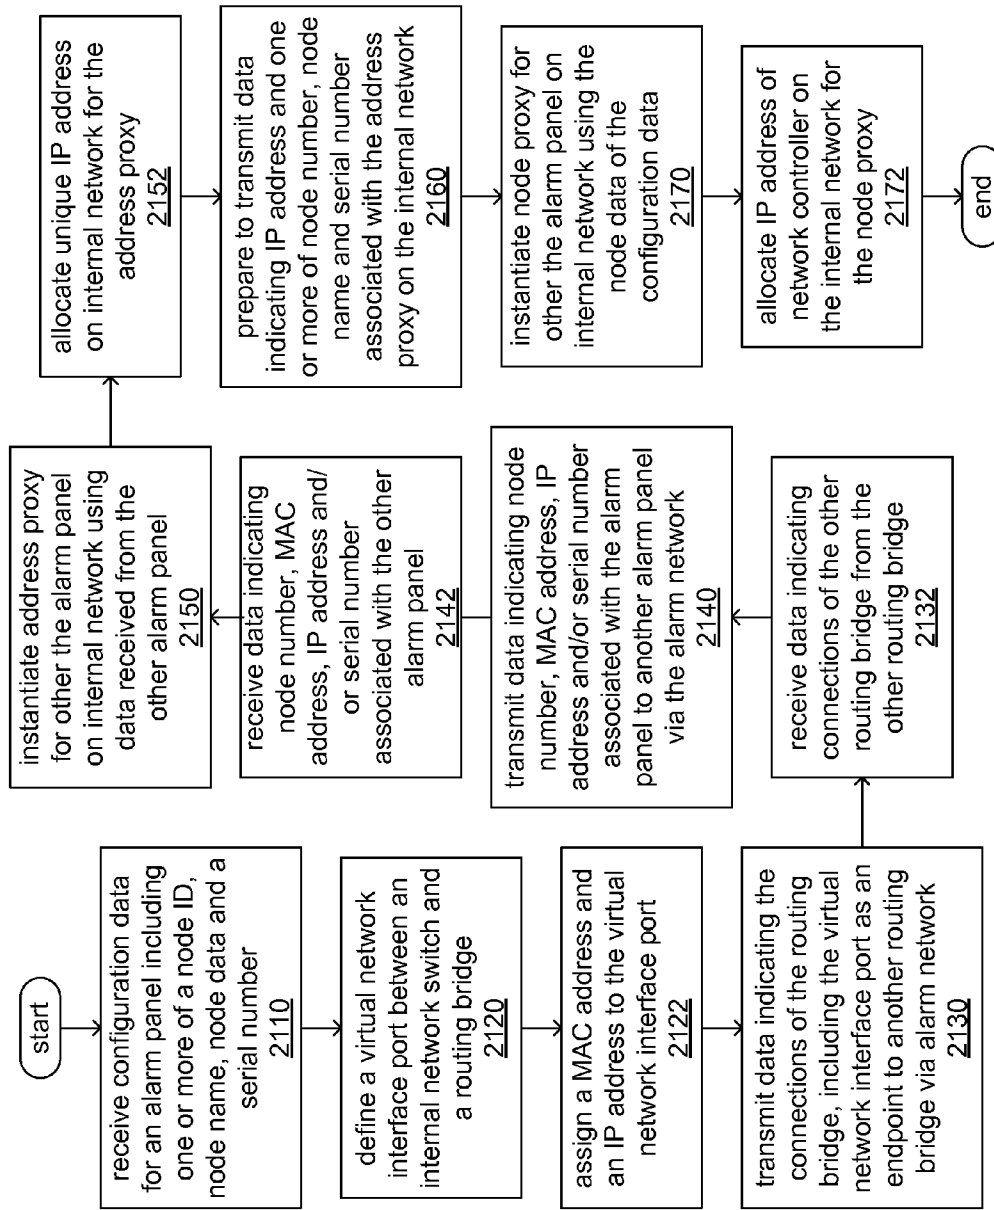 start
receive configuration data
for an alarm panel including
one or more of a node ID,
node name, node data and a
serial number
2110
define a virtual network
interface port between an
internal network switch and
a routing bridge
2120
assign a MAC address and
an IP address to the virtual
network interface port
2122
transmit data indicating the
connections of the routing
bridge, including the virtual
network interface port as an
endpoint to another routing
bridge via alarm network
2130
receive data indicating
connections of the other
routing bridge from the
other routing bridge
2132
transmit data indicating node
number, MAC address, IP
address and/or serial number
associated with the alarm
panel to another alarm panel
via the alarm network
2140
receive data indicating
node number, MAC
address, IP address and/
or serial number
associated with the other
alarm panel
2142
instantiate address proxy
for other the alarm panel
on internal network using
data received from the
other alarm panel
2150
allocate unique IP address
on internal network for the
address proxy
2152
prepare to transmit data
indicating IP address and one
or more of node number, node
name and serial number
associated with the address
proxy on the internal network
2160
instantiate node proxy for
other the alarm panel on
internal network using the
node data of the
configuration data
2170
allocate IP address of
network controller on
the internal network for
the node proxy
2172
end